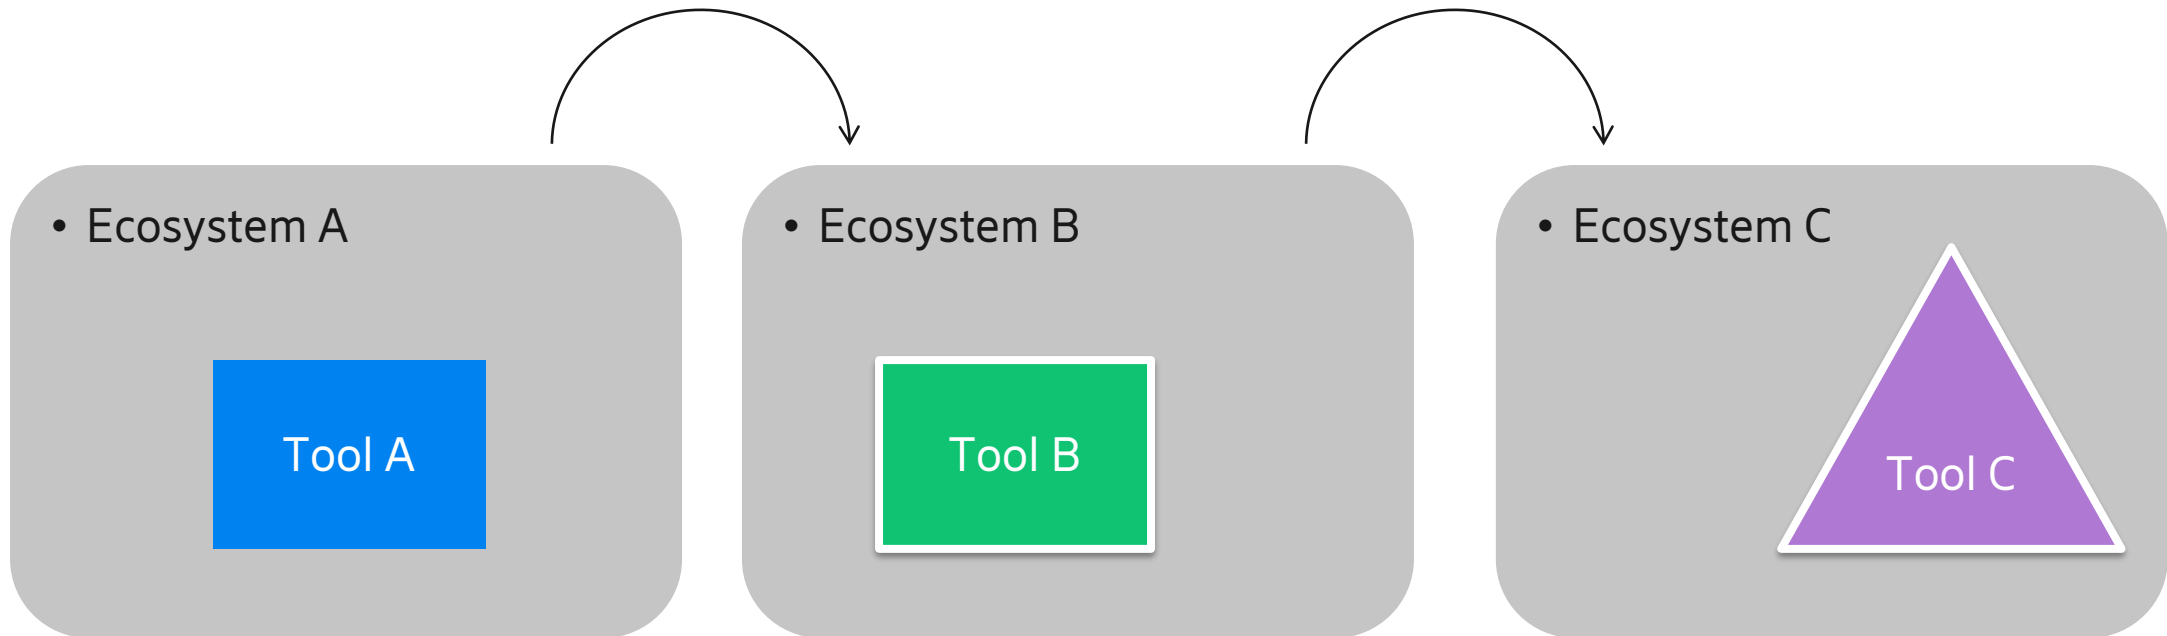 • Ecosystem A
Tool A
• Ecosystem B
Tool B
• Ecosystem C
Tool C